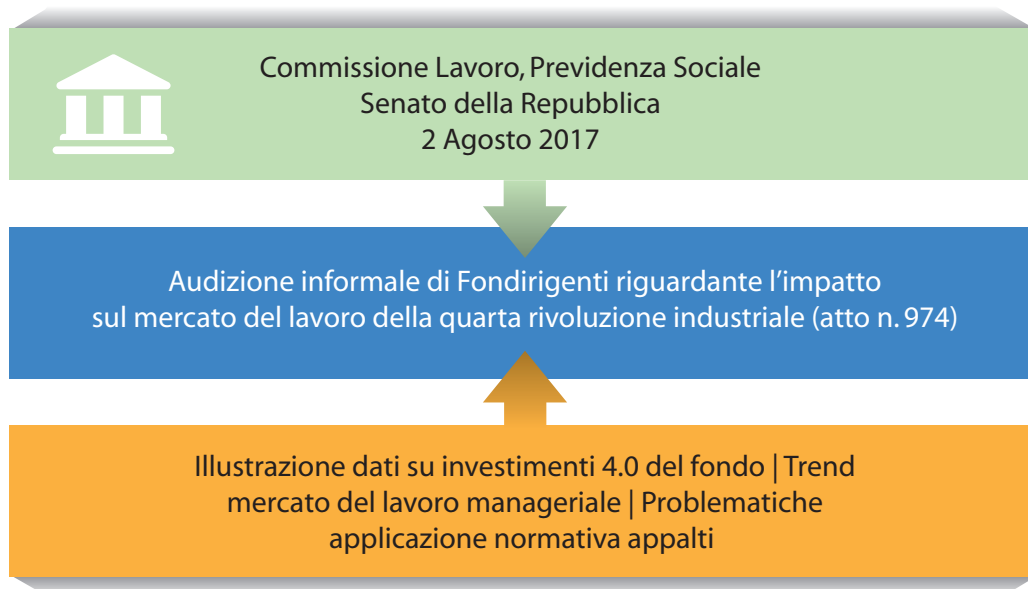 Commissione Lavoro, Previdenza Sociale
Senato della Repubblica
2 Agosto 2017
Audizione informale di Fondirigenti riguardante l'impatto
sul mercato del lavoro della quarta rivoluzione industriale (atto n. 974)
Illustrazione dati su investimenti 4.0 del fondo | Trend
mercato del lavoro manageriale | Problematiche
applicazione normativa appalti